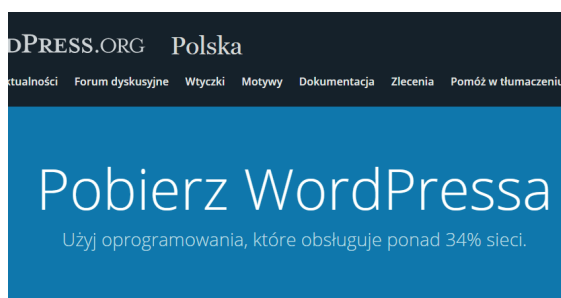 DPRESS.ORG Polska
ktualności Forum dyskusyjne Wtyczki Motywy Dokumentacja Zlecenia Pomóż w tłumaczeniu
Pobierz WordPressa
Użyj oprogramowania, które obsługuje ponad 34% sieci.